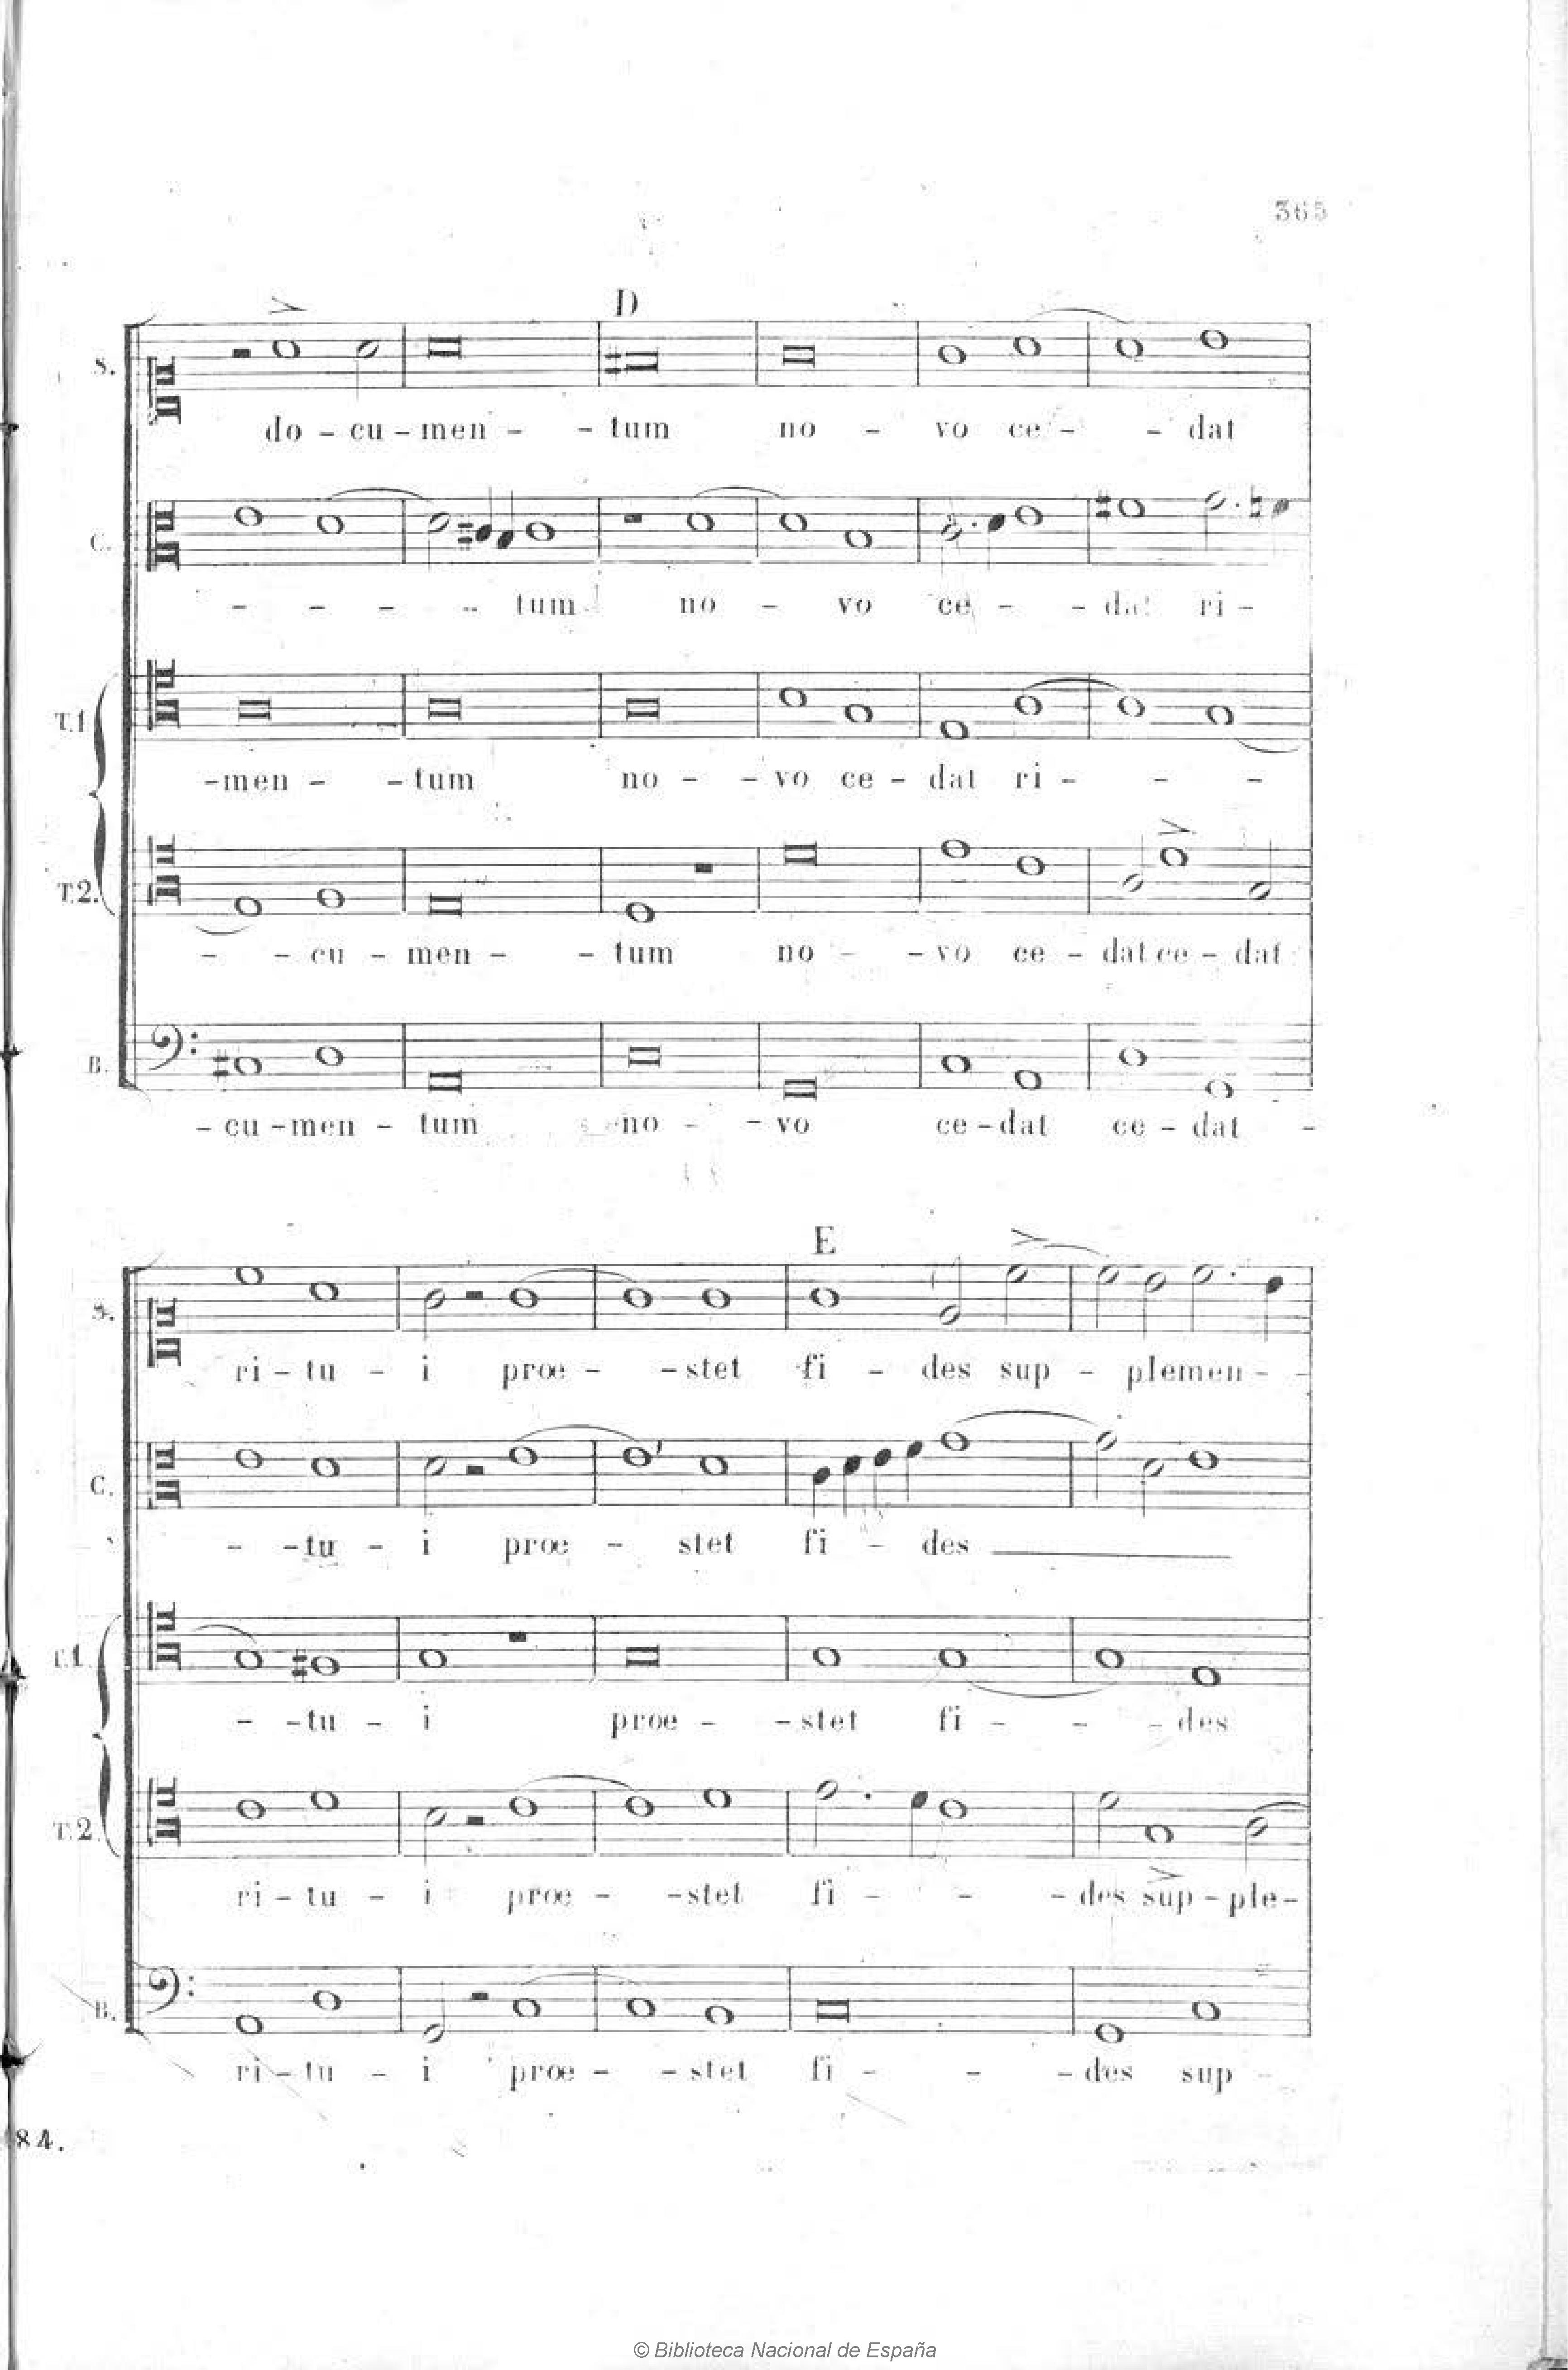 365
D
S.
do - cu - men - - tum no - vo ce - - dat
C.
- - - - tum no - vo ce - - dat ri -
T.1
-men - - tum no - - vo ce - dat ri - - -
T.2.
- - cu - men - - tum no - - vo ce - dat ce - dat
B.
- cu - men - tum no - - vo ce - dat ce - dat -
E
S.
ri - tu - i prœ - - stet fi - des sup - plemen - -
C.
- - tu - i prœ - stet fi - des
T.1
- - tu - i prœ - - stet fi - - - des
T.2.
ri - tu - i prœ - - stet fi - - - des sup - ple -
B.
ri - tu - i prœ - - stet fi - - - des sup -
84.
© Biblioteca Nacional de España